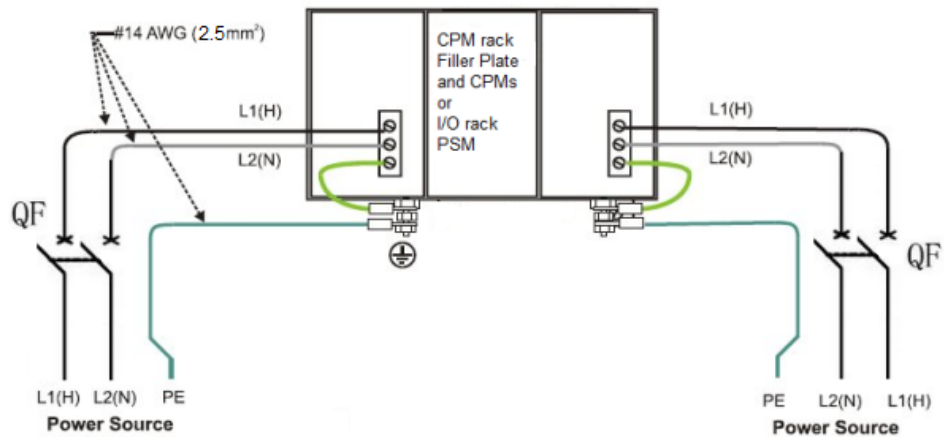 #14 AWG (2.5mm²)
CPM rack
Filler Plate
and CPMs
or
I/O rack
PSM
L1(H)
L2(N)
L1(H)
L2(N)
QF
QF
L1(H) L2(N) PE
Power Source
PE L2(N) L1(H)
Power Source